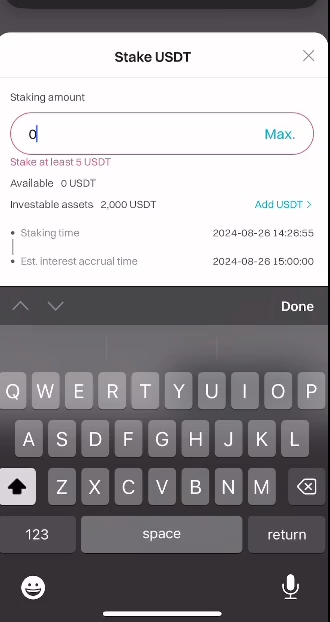 Stake USDT
Staking amount
0 Max.
Stake at least 5 USDT
Available 0 USDT
Investable assets 2,000 USDT Add USDT >
• Staking time 2024-08-26 14:26:55
• Est. interest accrual time 2024-08-26 15:00:00
Done
Q W E R T Y U I O P
A S D F G H J K L
Z X C V B N M
123 space return